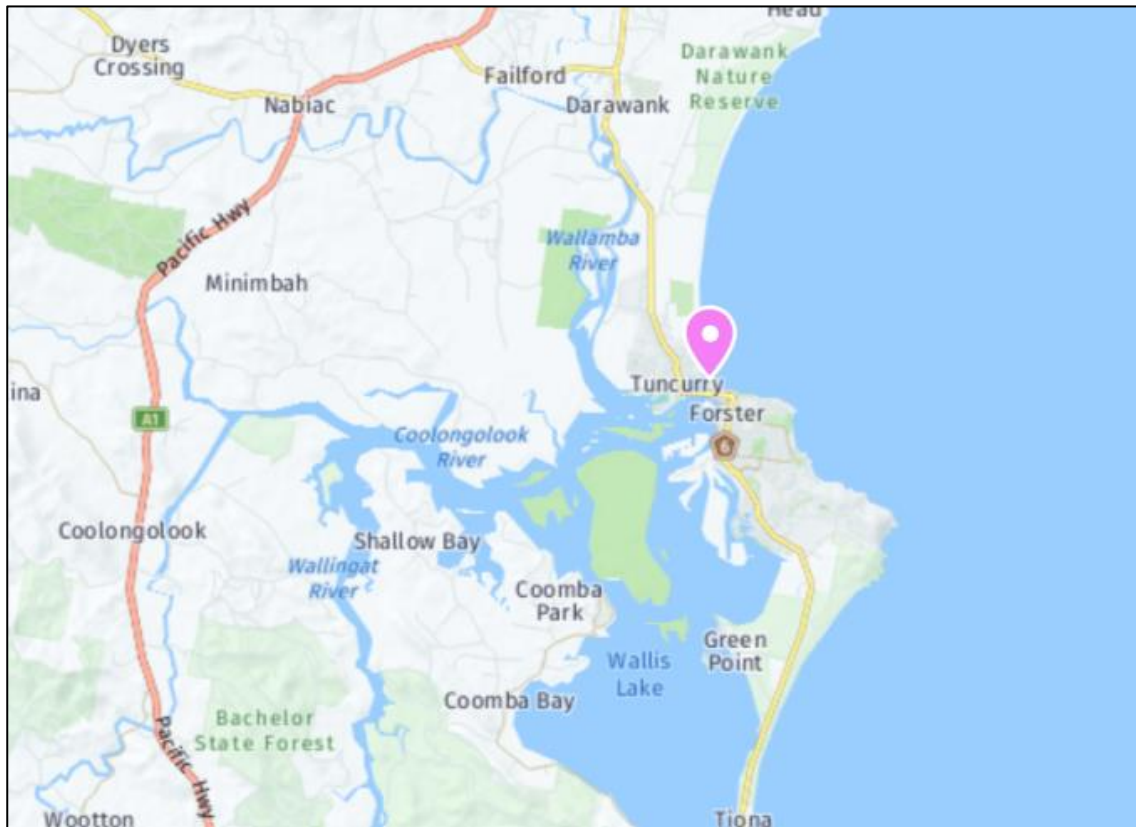 Head
Dyers
Crossing
Darawank
Nature
Reserve
Failford
Nabiac
Darawank
Pacific Hwy
Wallamba
River
Minimbah
Tuncurry
ina
Forster
A1
Coolongolook
River
6
Coolongolook
Shallow Bay
Wallingat
River
Coomba
Park
Green
Point
Wallis
Lake
Coomba Bay
Bachelor
State Forest
Pacific Hwy
Wootton
Tiona